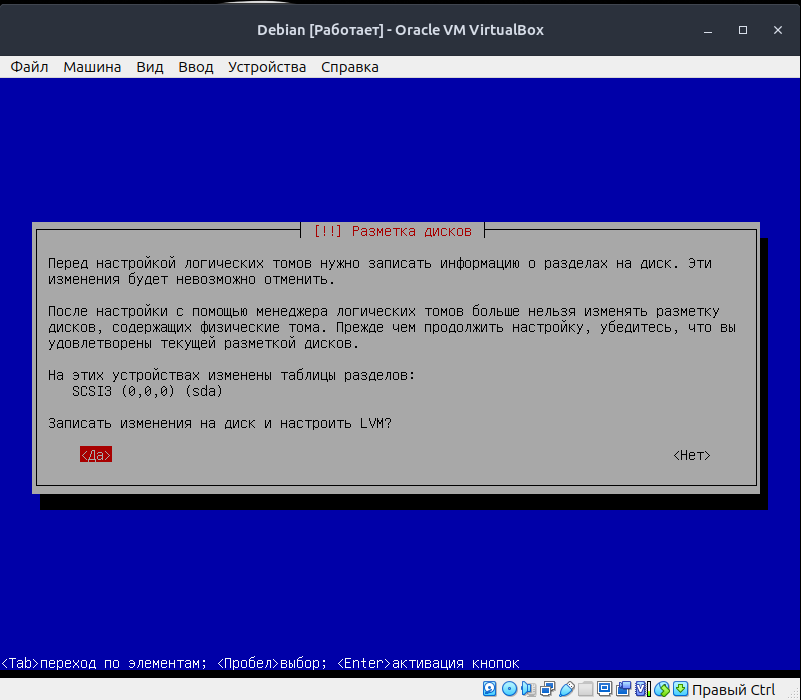 Debian [Работает] - Oracle VM VirtualBox
Файл Машина Вид Ввод Устройства Справка
[!!] Разметка дисков
Перед настройкой логических томов нужно записать информацию о разделах на диск. Эти
изменения будет невозможно отменить.
После настройки с помощью менеджера логических томов больше нельзя изменять разметку
дисков, содержащих физические тома. Прежде чем продолжить настройку, убедитесь, что вы
удовлетворены текущей разметкой дисков.
На этих устройствах изменены таблицы разделов:
SCSI3 (0,0,0) (sda)
Записать изменения на диск и настроить LVM?
<Да> <Нет>
<Tab>переход по элементам; <Пробел>выбор; <Enter>активация кнопок
Правый Ctrl